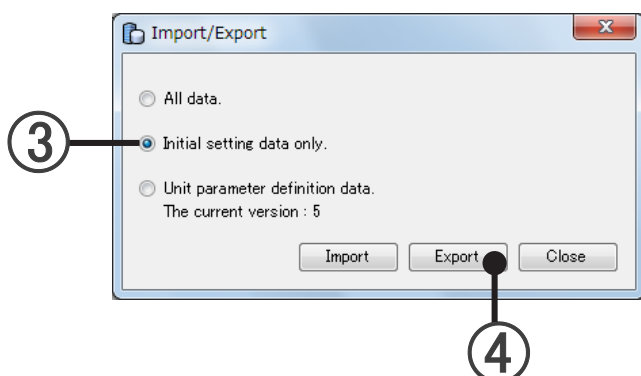 Import/Export
All data.
③
Initial setting data only.
Unit parameter definition data.
The current version : 5
Import
Export
Close
④